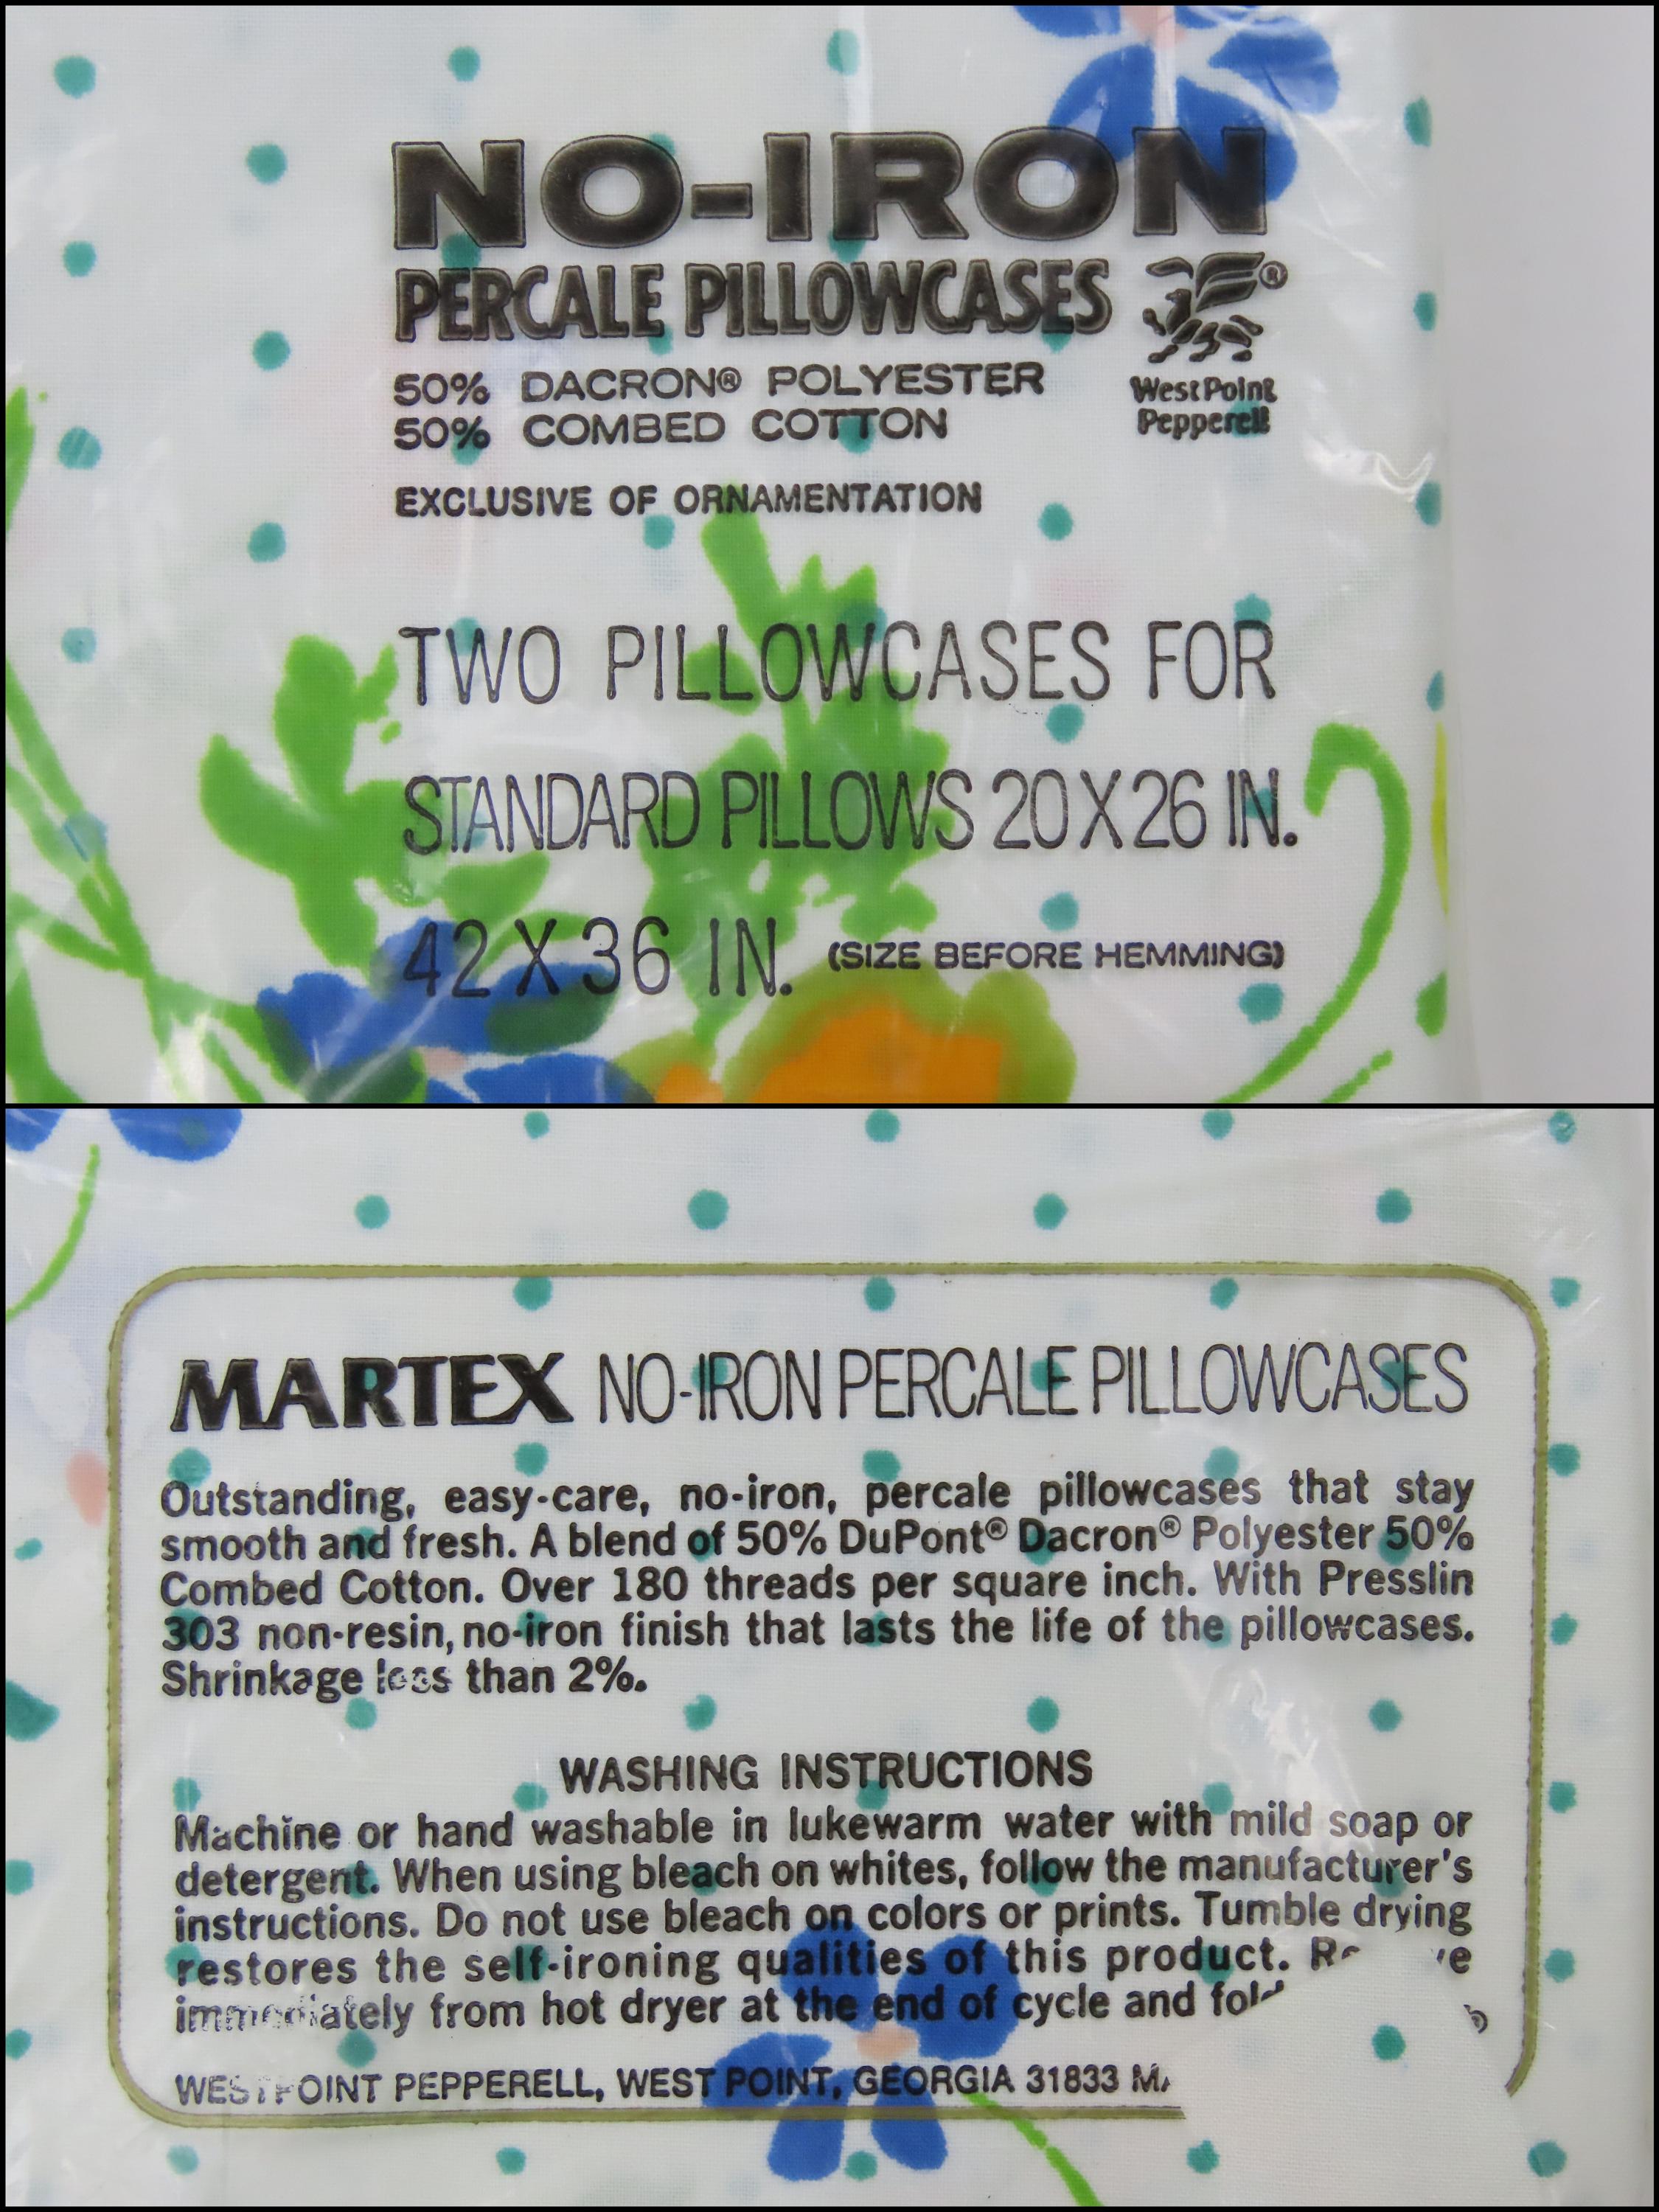 NO-IRON
PERCALE PILLOWCASES ®
50% DACRON® POLYESTER
50% COMBED COTTON
WestPoint
Pepperell
EXCLUSIVE OF ORNAMENTATION
TWO PILLOWCASES FOR
STANDARD PILLOWS 20X26 IN.
42X36 IN. (SIZE BEFORE HEMMING)
MARTEX NO-IRON PERCALE PILLOWCASES
Outstanding, easy-care, no-iron, percale pillowcases that stay
smooth and fresh. A blend of 50% DuPont® Dacron® Polyester 50%
Combed Cotton. Over 180 threads per square inch. With Presslin
303 non-resin, no-iron finish that lasts the life of the pillowcases.
Shrinkage less than 2%.
WASHING INSTRUCTIONS
Machine or hand washable in lukewarm water with mild soap or
detergent. When using bleach on whites, follow the manufacturer's
instructions. Do not use bleach on colors or prints. Tumble drying
restores the self-ironing qualities of this product.
immediately from hot dryer at the end of cycle and
WESTPOINT PEPPERELL, WEST POINT, GEORGIA 31833